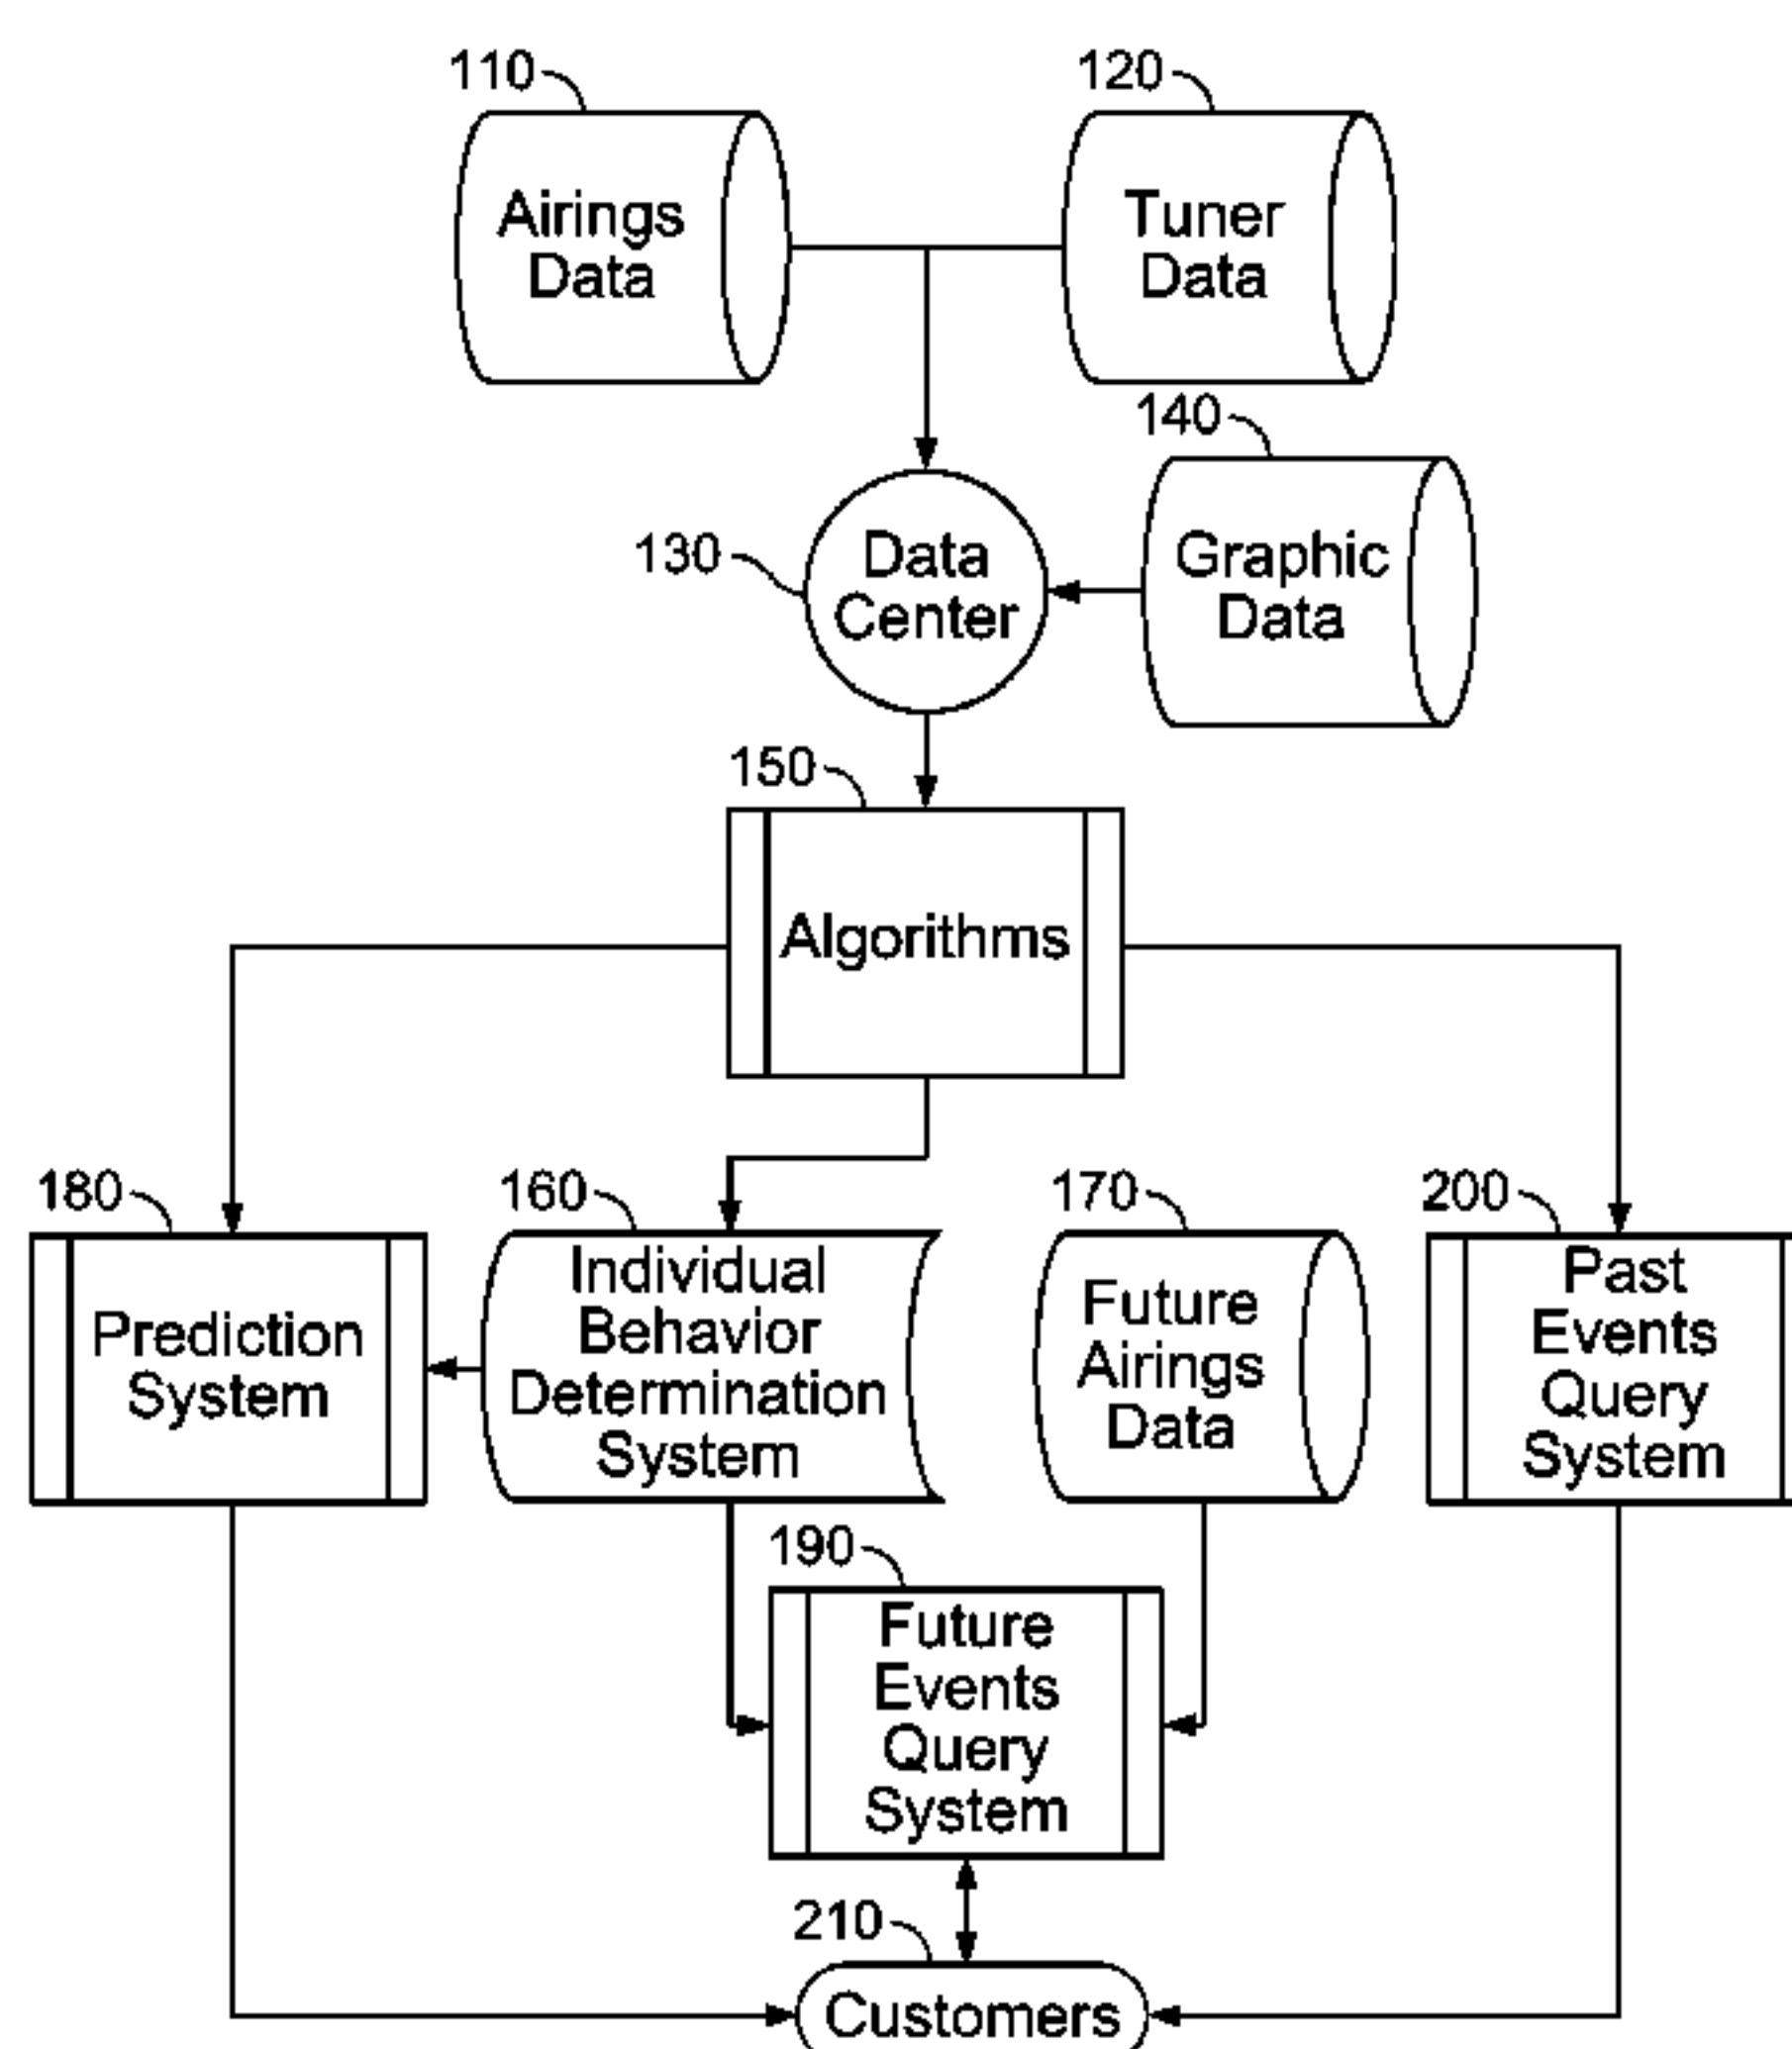 110
120
Airings
Data
Tuner
Data
140
130
Data
Center
Graphic
Data
150
Algorithms
180
160
170
200
Prediction
System
Individual
Behavior
Determination
System
Future
Airings
Data
Past
Events
Query
System
190
Future
Events
Query
System
210
Customers